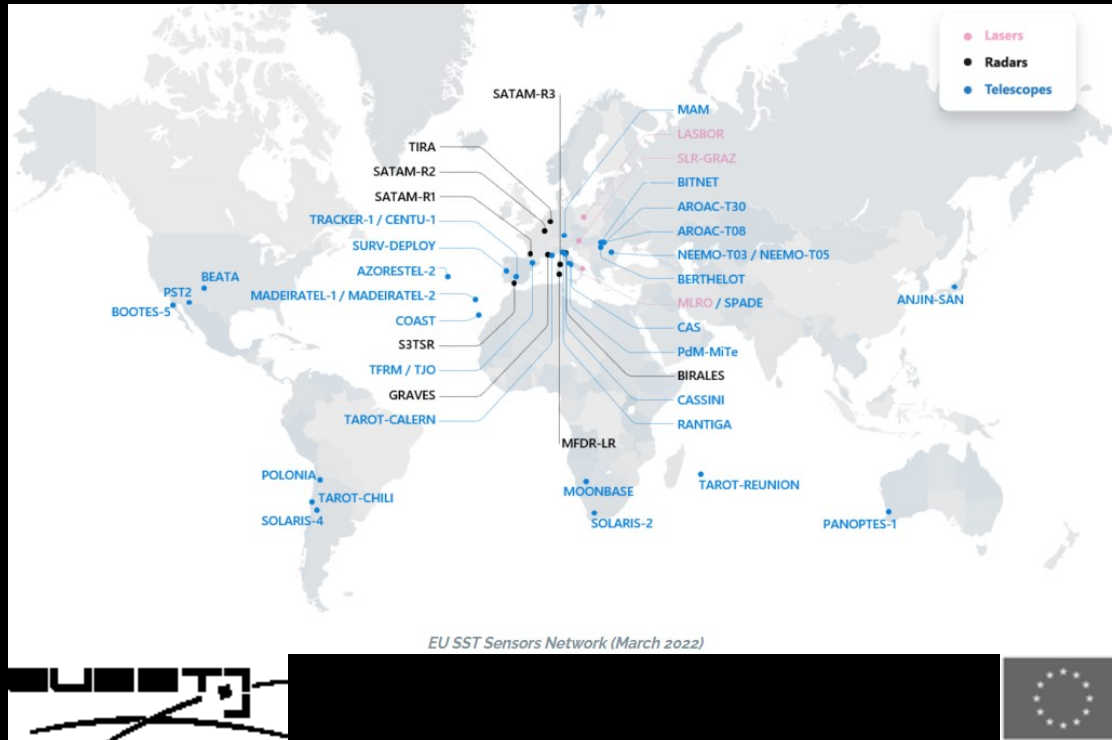 Lasers
Radars
Telescopes
SATAM-R3
MAM
LASBOR
TIRA
SLR-GRAZ
SATAM-R2
BITNET
SATAM-R1
AROAC-T30
TRACKER-1 / CENTU-1
AROAC-T08
SURV-DEPLOY
NEEMO-T03 / NEEMO-T05
AZORESTEL-2
BERTHELOT
BEATA
PST2
MADEIRATEL-1 / MADEIRATEL-2
MLRO / SPADE
ANJIN-SAN
BOOTES-5
COAST
CAS
S3TSR
PdM-MiTe
TFRM / TJO
BIRALES
GRAVES
CASSINI
TAROT-CALERN
RANTIGA
MFDR-LR
POLONIA
TAROT-CHILI
SOLARIS-4
MOONBASE
TAROT-REUNION
SOLARIS-2
PANOPTES-1
EU SST Sensors Network (March 2022)
EUSST